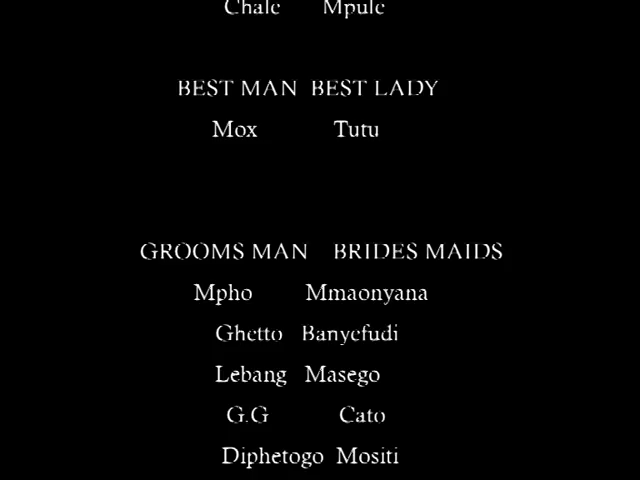 Chale Mpule
BEST MAN BEST LADY
Mox Tutu
GROOMS MAN BRIDES MAIDS
Mpho Mmaonyana
Ghetto Banyefudi
Lebang Masego
G.G Cato
Diphetogo Mositi